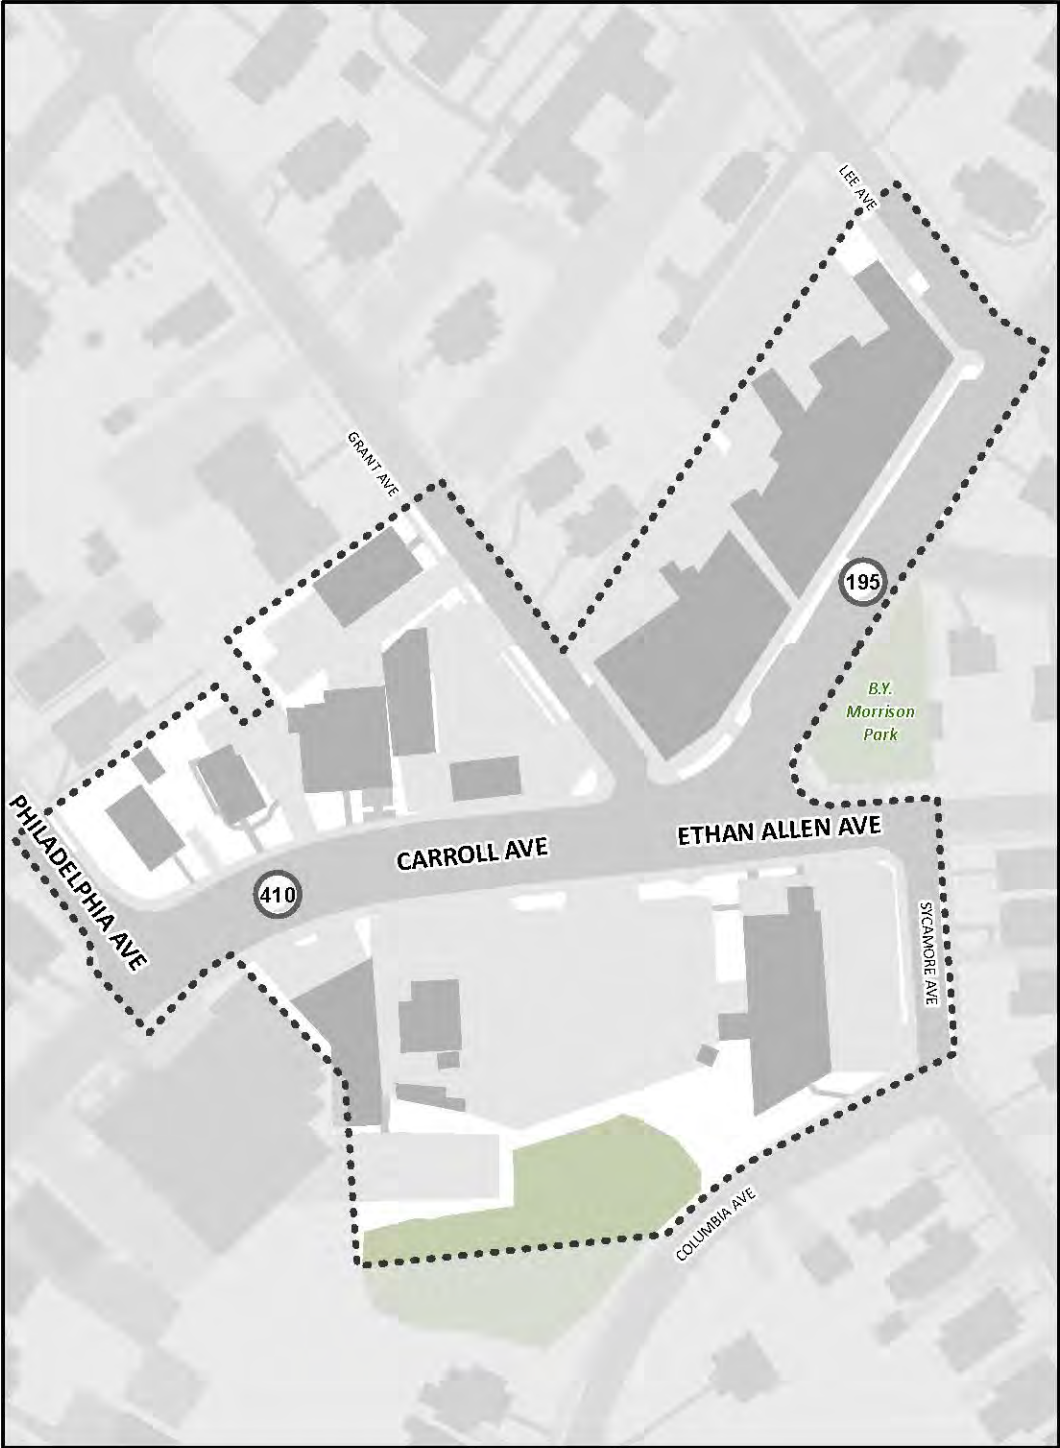 LEE AVE
GRANT AVE
195
B.Y.
Morrison
Park
PHILADELPHIA AVE
CARROLL AVE
ETHAN ALLEN AVE
410
SYCAMORE AVE
COLUMBIA AVE